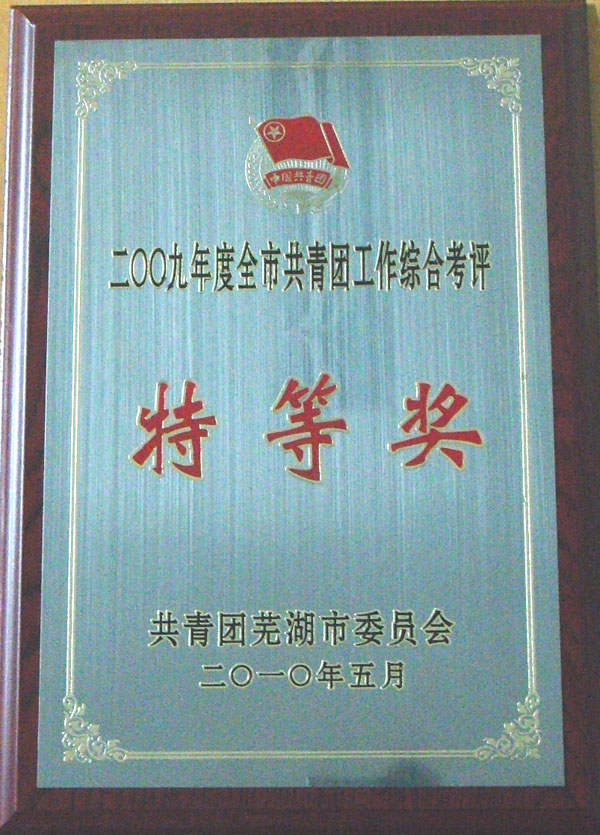 中国共青团
二〇〇九年度全市共青团工作综合考评
特等奖
共青团芜湖市委员会
二〇一〇年五月